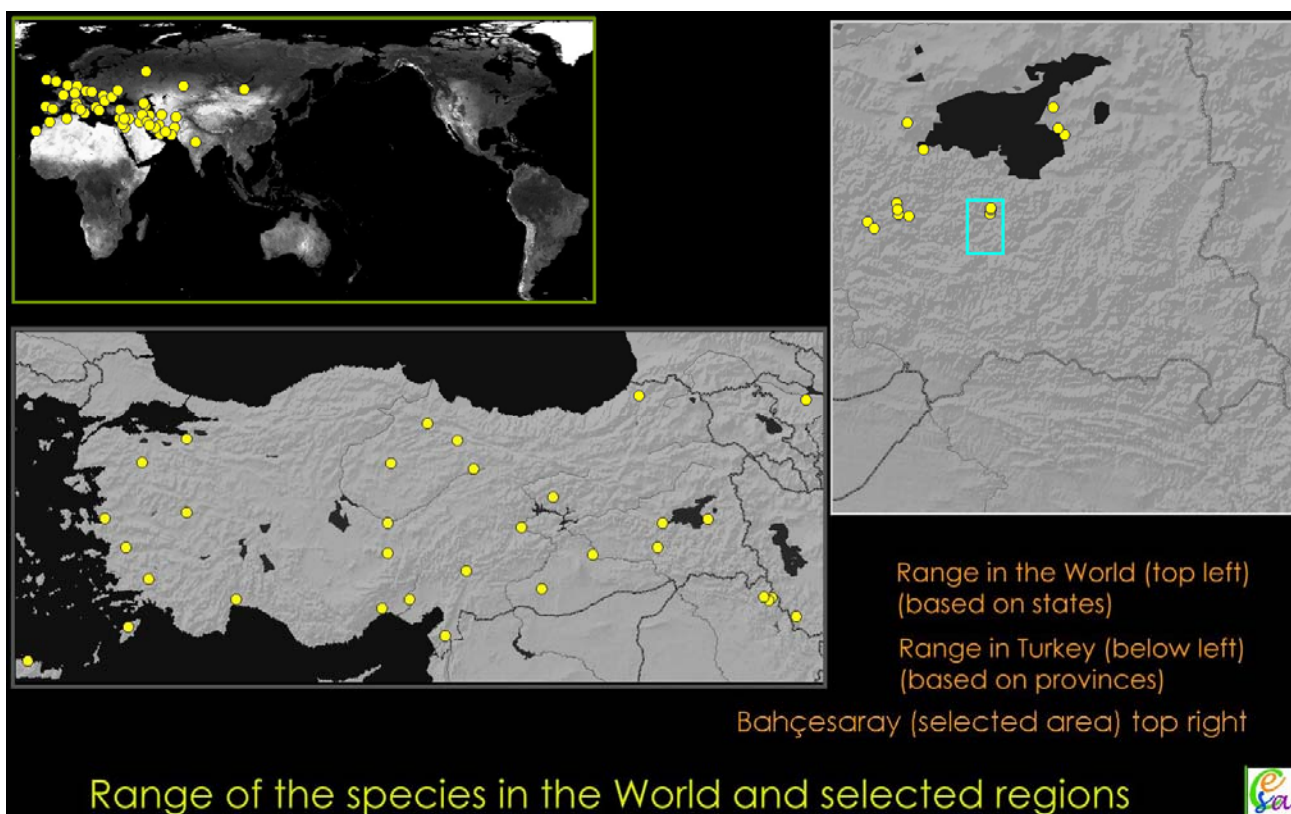 Range in the World (top left)
(based on states)
Range in Turkey (below left)
(based on provinces)
Bahçesaray (selected area) top right
Range of the species in the World and selected regions